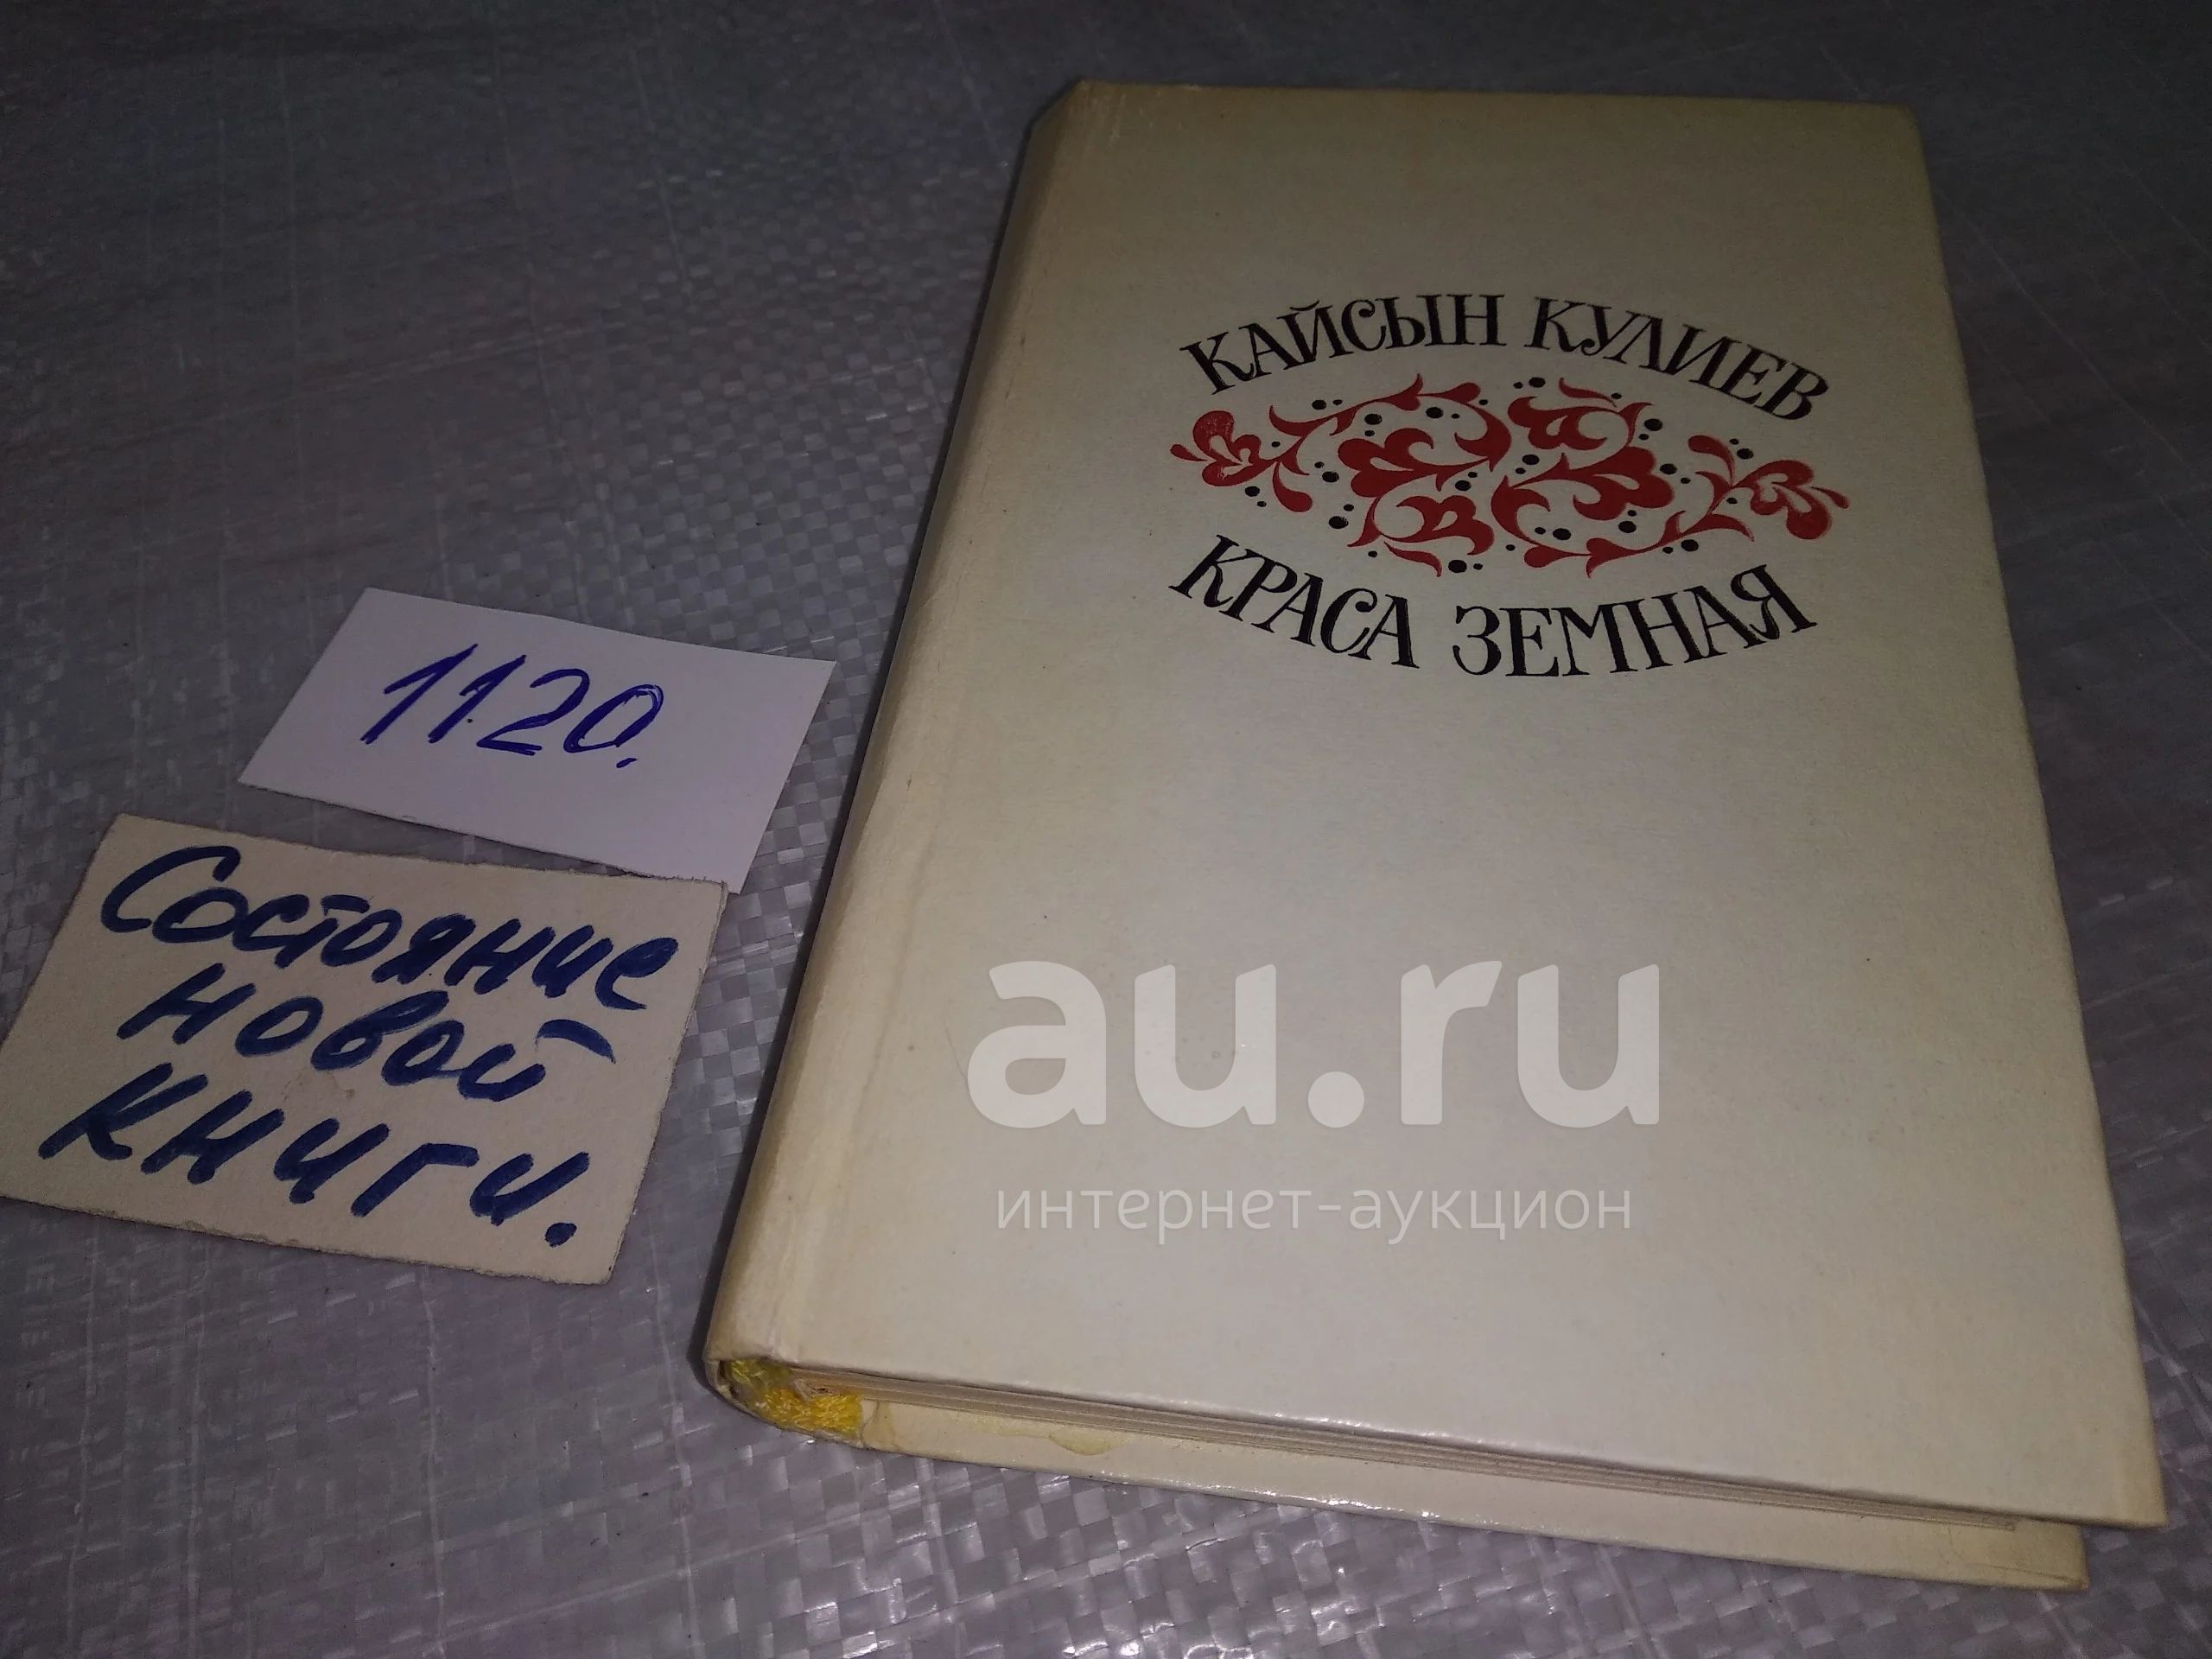 КАЙСЫН КУЛИЕВ
КРАСА ЗЕМНАЯ
1120.
Состояние
новой
книги.
au.ru
интернет-аукцион